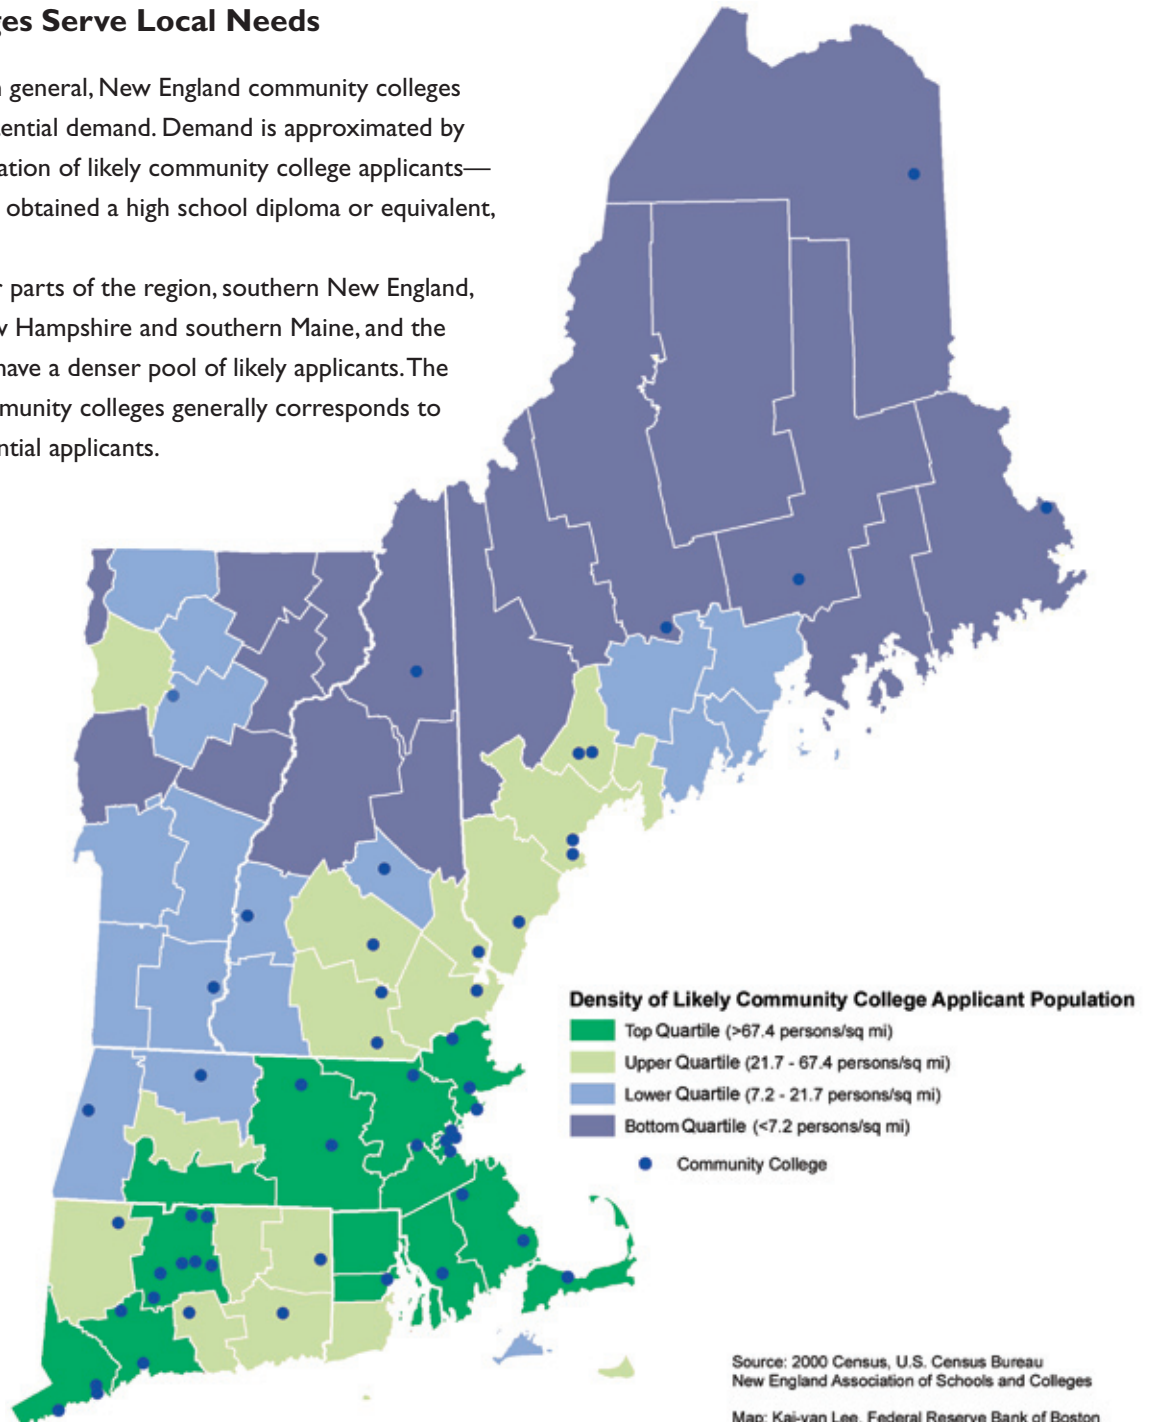 ges Serve Local Needs
general, New England community colleges
ential demand. Demand is approximated by
ation of likely community college applicants—
obtained a high school diploma or equivalent,
parts of the region, southern New England,
Hampshire and southern Maine, and the
have a denser pool of likely applicants. The
munity colleges generally corresponds to
ntial applicants.
Density of Likely Community College Applicant Population
Top Quartile (>67.4 persons/sq mi)
Upper Quartile (21.7 - 67.4 persons/sq mi)
Lower Quartile (7.2 - 21.7 persons/sq mi)
Bottom Quartile (<7.2 persons/sq mi)
Community College
Source: 2000 Census, U.S. Census Bureau
New England Association of Schools and Colleges
Map: Kai-yan Lee, Federal Reserve Bank of Boston